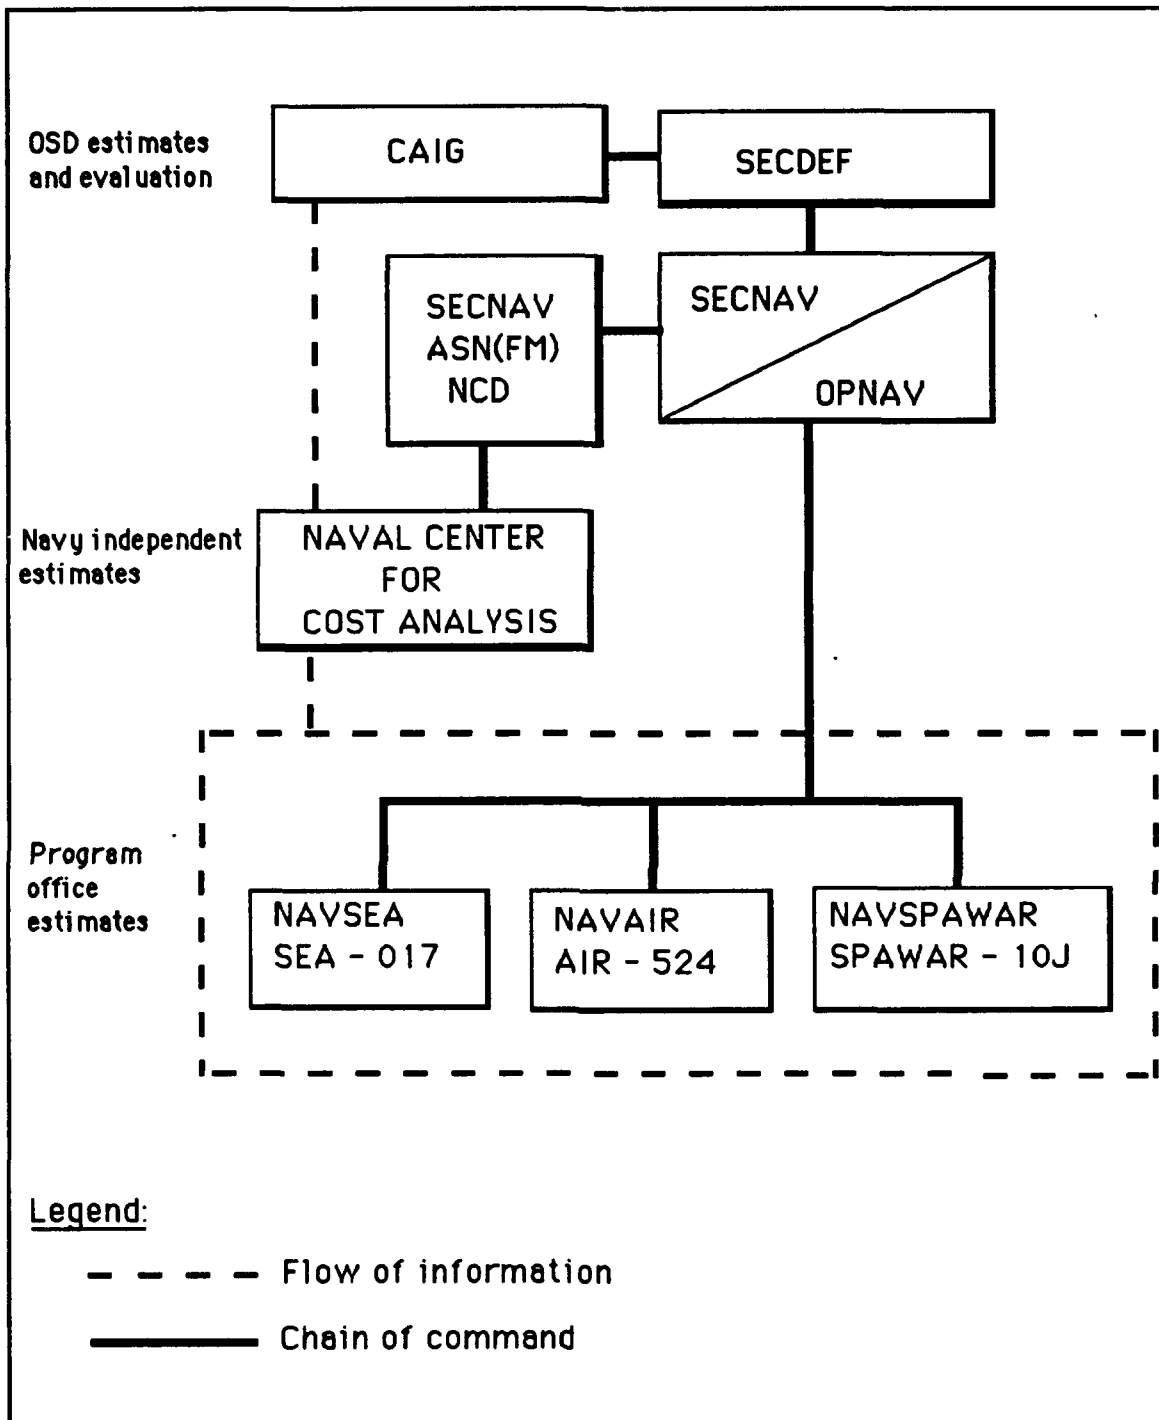 OSD estimates
and evaluation
CAIG
SECDEF
SECNAV
ASN(FM)
NCD
SECNAV
OPNAV
Navy independent
estimates
NAVAL CENTER
FOR
COST ANALYSIS
Program
office
estimates
NAVSEA
SEA - 017
NAVAIR
AIR - 524
NAVSPAWAR
SPAWAR - 10J
Legend:
Flow of information
Chain of command